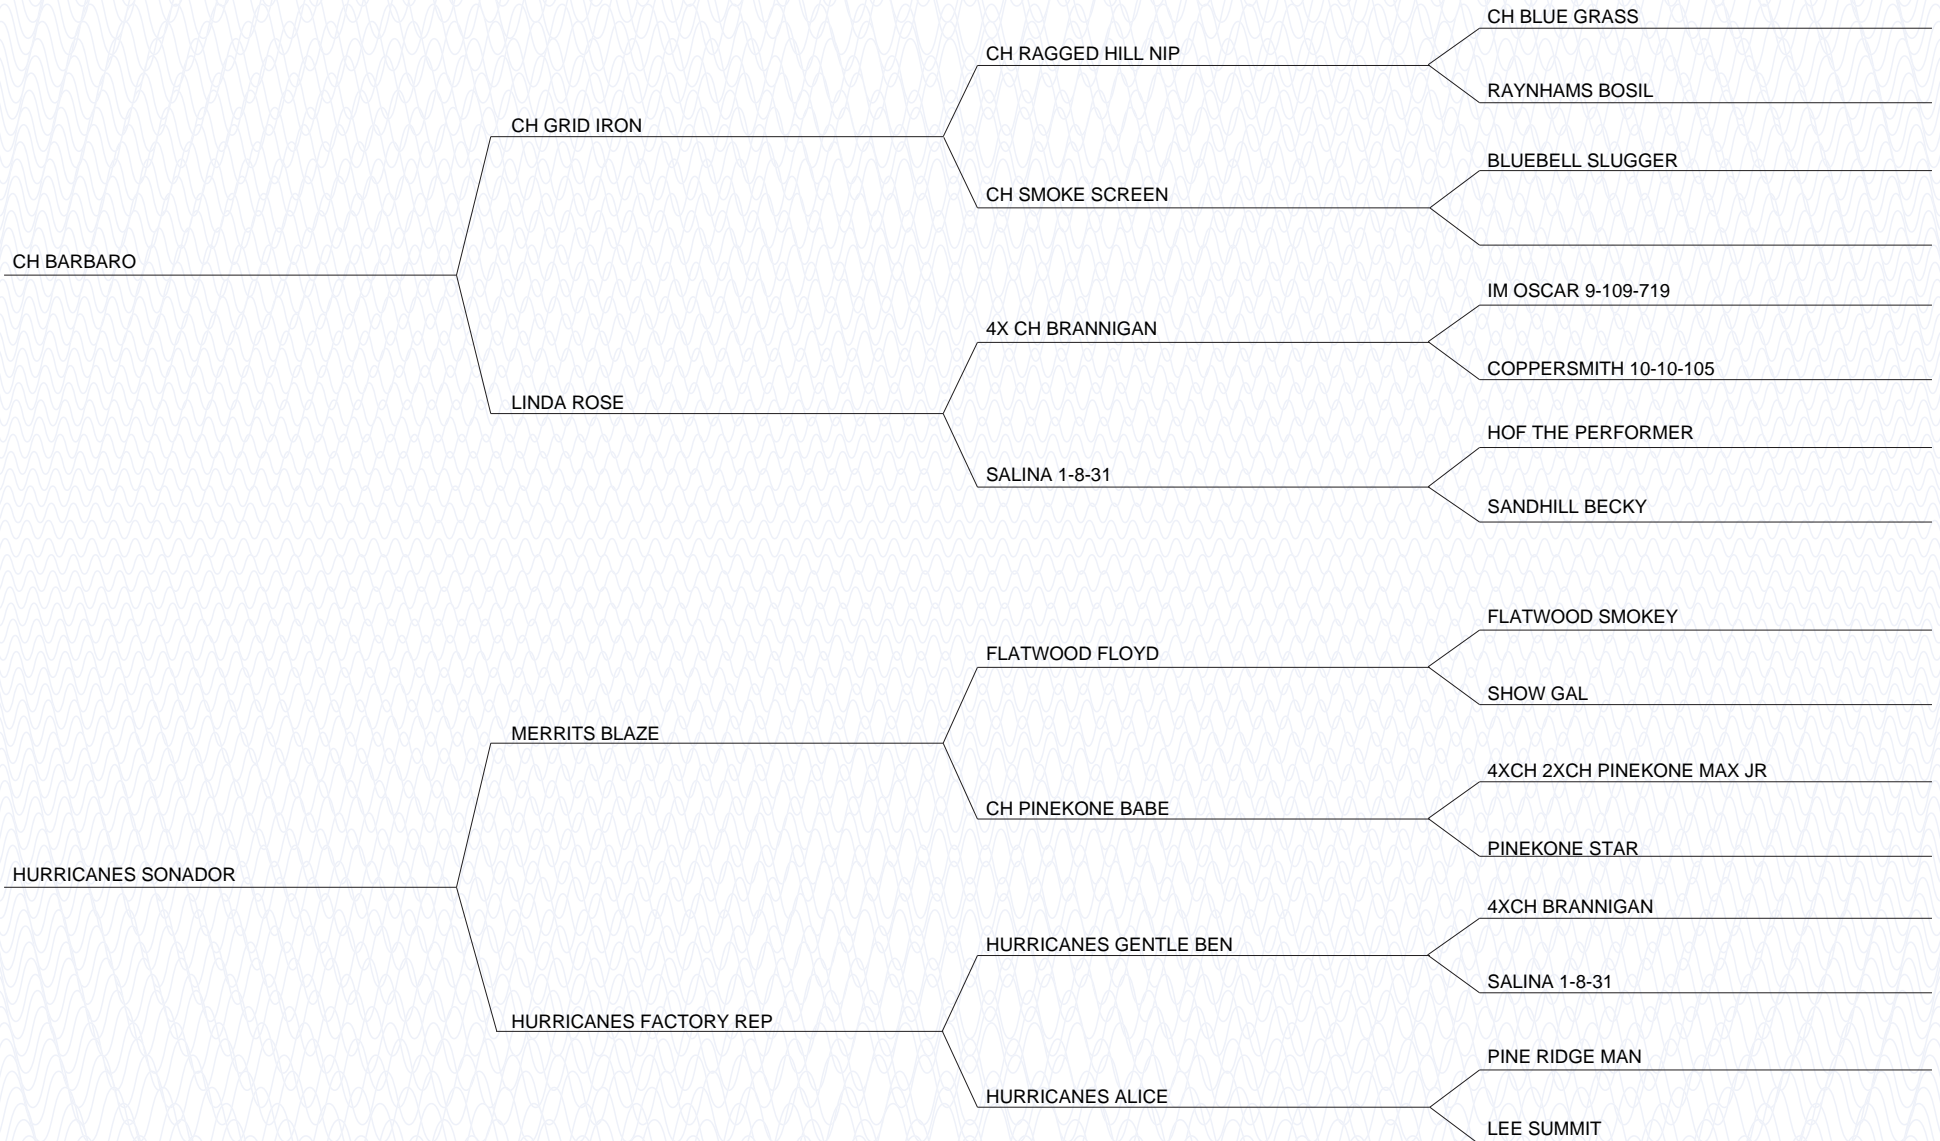 CH BLUE GRASS
CH RAGGED HILL NIP
RAYNHAMS BOSIL
CH GRID IRON
BLUEBELL SLUGGER
CH SMOKE SCREEN
CH BARBARO
IM OSCAR 9-109-719
4X CH BRANNIGAN
COPPERSMITH 10-10-105
LINDA ROSE
HOF THE PERFORMER
SALINA 1-8-31
SANDHILL BECKY
FLATWOOD SMOKEY
FLATWOOD FLOYD
SHOW GAL
MERRITS BLAZE
4XCH 2XCH PINEKONE MAX JR
CH PINEKONE BABE
PINEKONE STAR
HURRICANES SONADOR
4XCH BRANNIGAN
HURRICANES GENTLE BEN
SALINA 1-8-31
HURRICANES FACTORY REP
PINE RIDGE MAN
HURRICANES ALICE
LEE SUMMIT